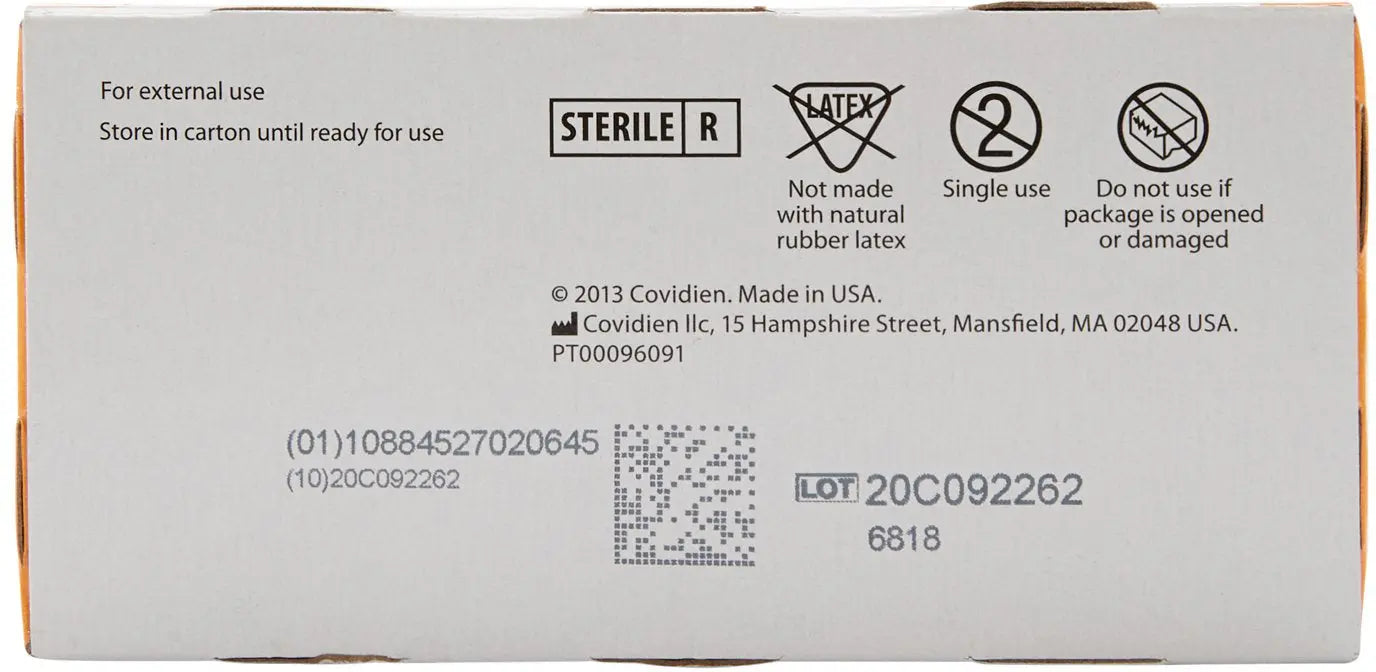 For external use
Store in carton until ready for use
STERILE R
LATEX
2
Not made
with natural
rubber latex
Single use
Do not use if
package is opened
or damaged
© 2013 Covidien. Made in USA.
Covidien llc, 15 Hampshire Street, Mansfield, MA 02048 USA.
PT00096091
(01)10884527020645
(10)20C092262
LOT 20C092262
6818